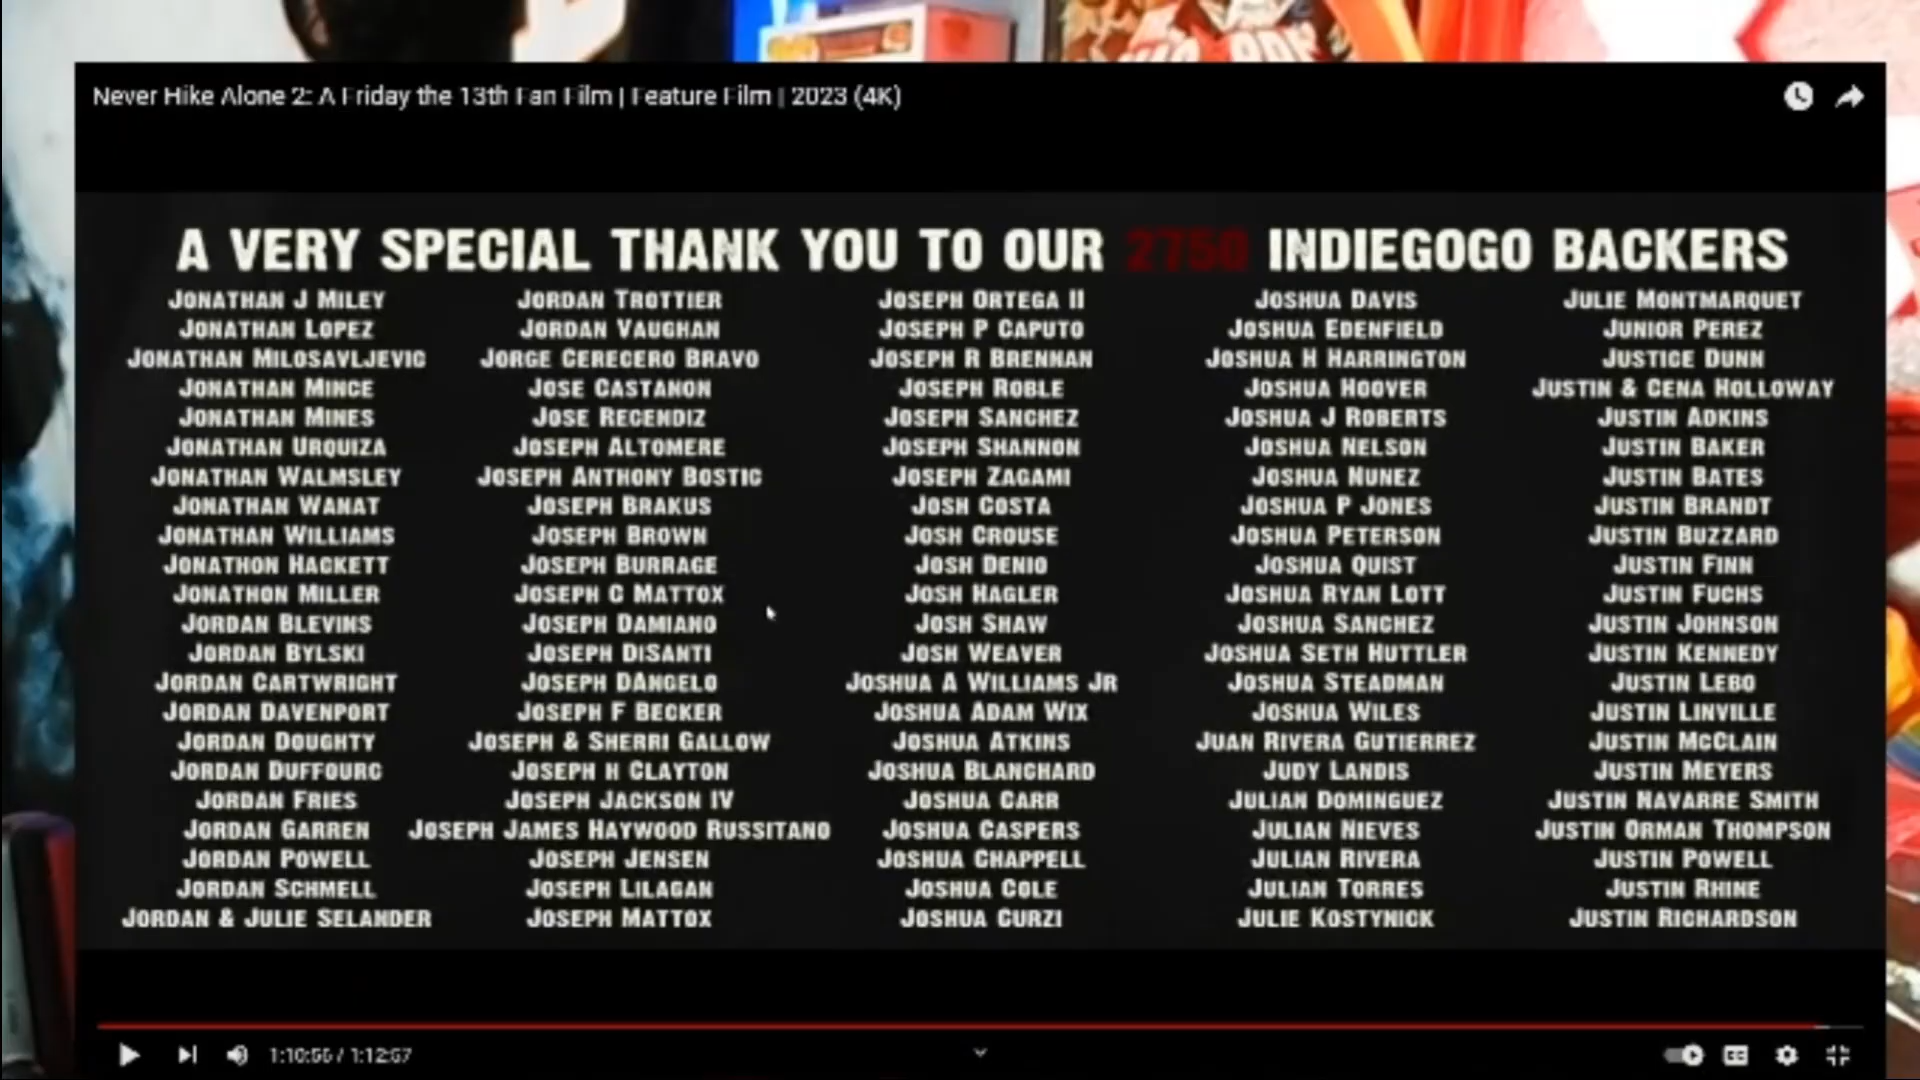 Never Hike Alone 2: A Friday the 13th Fan Film | Feature Film | 2023 (4K)
A VERY SPECIAL THANK YOU TO OUR 2750 INDIEGOGO BACKERS
JONATHAN J MILEY
JONATHAN LOPEZ
JONATHAN MILOSAVLJEVIC
JONATHAN MINCE
JONATHAN MINES
JONATHAN URQUIZA
JONATHAN WALMSLEY
JONATHAN WANAT
JONATHAN WILLIAMS
JONATHON HACKETT
JONATHON MILLER
JORDAN BLEVINS
JORDAN BYLSKI
JORDAN CARTWRIGHT
JORDAN DAVENPORT
JORDAN DOUGHTY
JORDAN DUFFOURC
JORDAN FRIES
JORDAN GARREN
JORDAN POWELL
JORDAN SCHMELL
JORDAN & JULIE SELANDER
JORDAN TROTTIER
JORDAN VAUGHAN
JORGE CERECERO BRAVO
JOSE CASTANON
JOSE RECENDIZ
JOSEPH ALTOMERE
JOSEPH ANTHONY BOSTIC
JOSEPH BRAKUS
JOSEPH BROWN
JOSEPH BURRAGE
JOSEPH C MATTOX
JOSEPH DAMIANO
JOSEPH DISANTI
JOSEPH DANGELO
JOSEPH F BECKER
JOSEPH & SHERRI GALLOW
JOSEPH H CLAYTON
JOSEPH JACKSON IV
JOSEPH JAMES HAYWOOD RUSSITANO
JOSEPH JENSEN
JOSEPH LILAGAN
JOSEPH MATTOX
JOSEPH ORTEGA II
JOSEPH P CAPUTO
JOSEPH R BRENNAN
JOSEPH ROBLE
JOSEPH SANCHEZ
JOSEPH SHANNON
JOSEPH ZAGAMI
JOSH COSTA
JOSH CROUSE
JOSH DENIO
JOSH HAGLER
JOSH SHAW
JOSH WEAVER
JOSHUA A WILLIAMS JR
JOSHUA ADAM WIX
JOSHUA ATKINS
JOSHUA BLANCHARD
JOSHUA CARR
JOSHUA CASPERS
JOSHUA CHAPPELL
JOSHUA COLE
JOSHUA CURZI
JOSHUA DAVIS
JOSHUA EDENFIELD
JOSHUA H HARRINGTON
JOSHUA HOOVER
JOSHUA J ROBERTS
JOSHUA NELSON
JOSHUA NUNEZ
JOSHUA P JONES
JOSHUA PETERSON
JOSHUA QUIST
JOSHUA RYAN LOTT
JOSHUA SANCHEZ
JOSHUA SETH HUTTLER
JOSHUA STEADMAN
JOSHUA WILES
JUAN RIVERA GUTIERREZ
JUDY LANDIS
JULIAN DOMINGUEZ
JULIAN NIEVES
JULIAN RIVERA
JULIAN TORRES
JULIE KOSTYNICK
JULIE MONTMARQUET
JUNIOR PEREZ
JUSTICE DUNN
JUSTIN & CENA HOLLOWAY
JUSTIN ADKINS
JUSTIN BAKER
JUSTIN BATES
JUSTIN BRANDT
JUSTIN BUZZARD
JUSTIN FINN
JUSTIN FUCHS
JUSTIN JOHNSON
JUSTIN KENNEDY
JUSTIN LEBO
JUSTIN LINVILLE
JUSTIN MCCLAIN
JUSTIN MEYERS
JUSTIN NAVARRE SMITH
JUSTIN ORMAN THOMPSON
JUSTIN POWELL
JUSTIN RHINE
JUSTIN RICHARDSON
1:10:56 / 1:12:57
CC